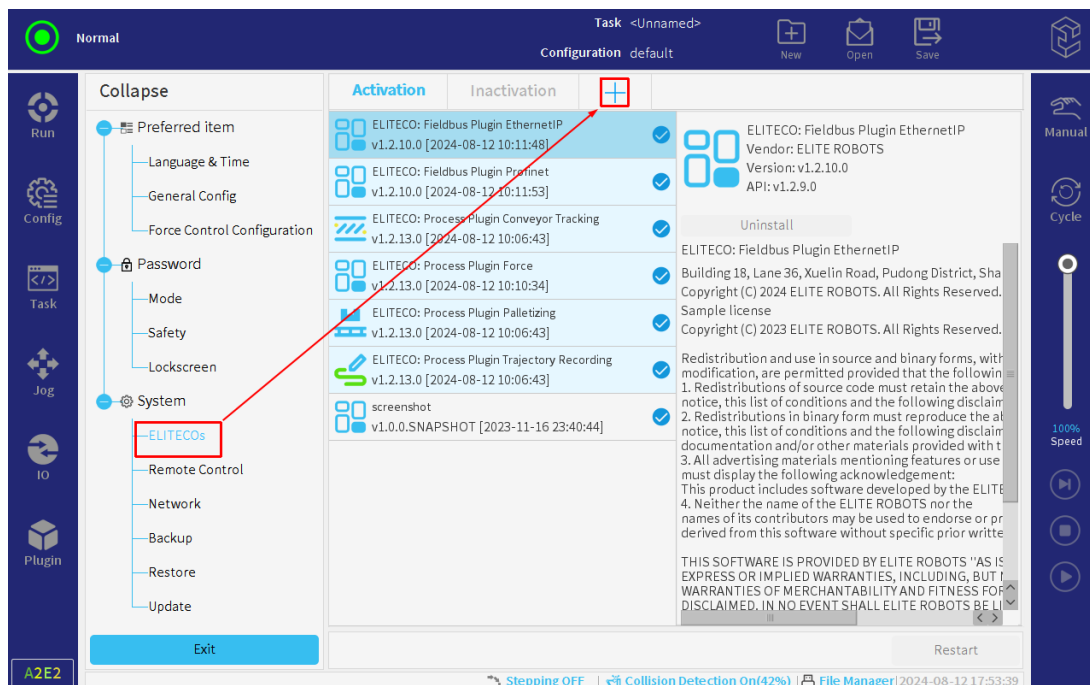 Normal
Task <Unnamed>
Configuration default
New
Open
Save
Run
Config
Task
Jog
IO
Plugin
A2E2
Collapse
Preferred item
Language & Time
General Config
Force Control Configuration
Password
Mode
Safety
Lockscreen
System
ELITECOs
Remote Control
Network
Backup
Restore
Update
Exit
Activation
Inactivation
ELITECO: Fieldbus Plugin EthernetIP
v1.2.10.0 [2024-08-12 10:11:48]
ELITECO: Fieldbus Plugin Profinet
v1.2.10.0 [2024-08-12 10:11:53]
ELITECO: Process Plugin Conveyor Tracking
v1.2.13.0 [2024-08-12 10:06:43]
ELITECO: Process Plugin Force
v1.2.13.0 [2024-08-12 10:10:34]
ELITECO: Process Plugin Palletizing
v1.2.13.0 [2024-08-12 10:06:43]
ELITECO: Process Plugin Trajectory Recording
v1.2.13.0 [2024-08-12 10:06:43]
screenshot
v1.0.0.SNAPSHOT [2023-11-16 23:40:44]
ELITECO: Fieldbus Plugin EthernetIP
Vendor: ELITE ROBOTS
Version: v1.2.10.0
API: v1.2.9.0
Uninstall
ELITECO: Fieldbus Plugin EthernetIP
Building 18, Lane 36, Xuelin Road, Pudong District, Sha
Copyright (C) 2024 ELITE ROBOTS. All Rights Reserved.
Sample license
Copyright (C) 2023 ELITE ROBOTS. All Rights Reserved.
Redistribution and use in source and binary forms, with
modification, are permitted provided that the followin
1. Redistributions of source code must retain the above
notice, this list of conditions and the following disclaim
2. Redistributions in binary form must reproduce the al
notice, this list of conditions and the following disclaim
documentation and/or other materials provided with t
3. All advertising materials mentioning features or use
must display the following acknowledgement:
This product includes software developed by the ELITE
4. Neither the name of the ELITE ROBOTS nor the
names of its contributors may be used to endorse or pr
derived from this software without specific prior writte
THIS SOFTWARE IS PROVIDED BY ELITE ROBOTS ''AS IS
EXPRESS OR IMPLIED WARRANTIES, INCLUDING, BUT
WARRANTIES OF MERCHANTABILITY AND FITNESS FOR
DISCLAIMED. IN NO EVENT SHALL ELITE ROBOTS BE LI
Restart
Manual
Cycle
100%
Speed
Stepping OFF | Collision Detection On(42%) | File Manager|2024-08-12 17:53:39